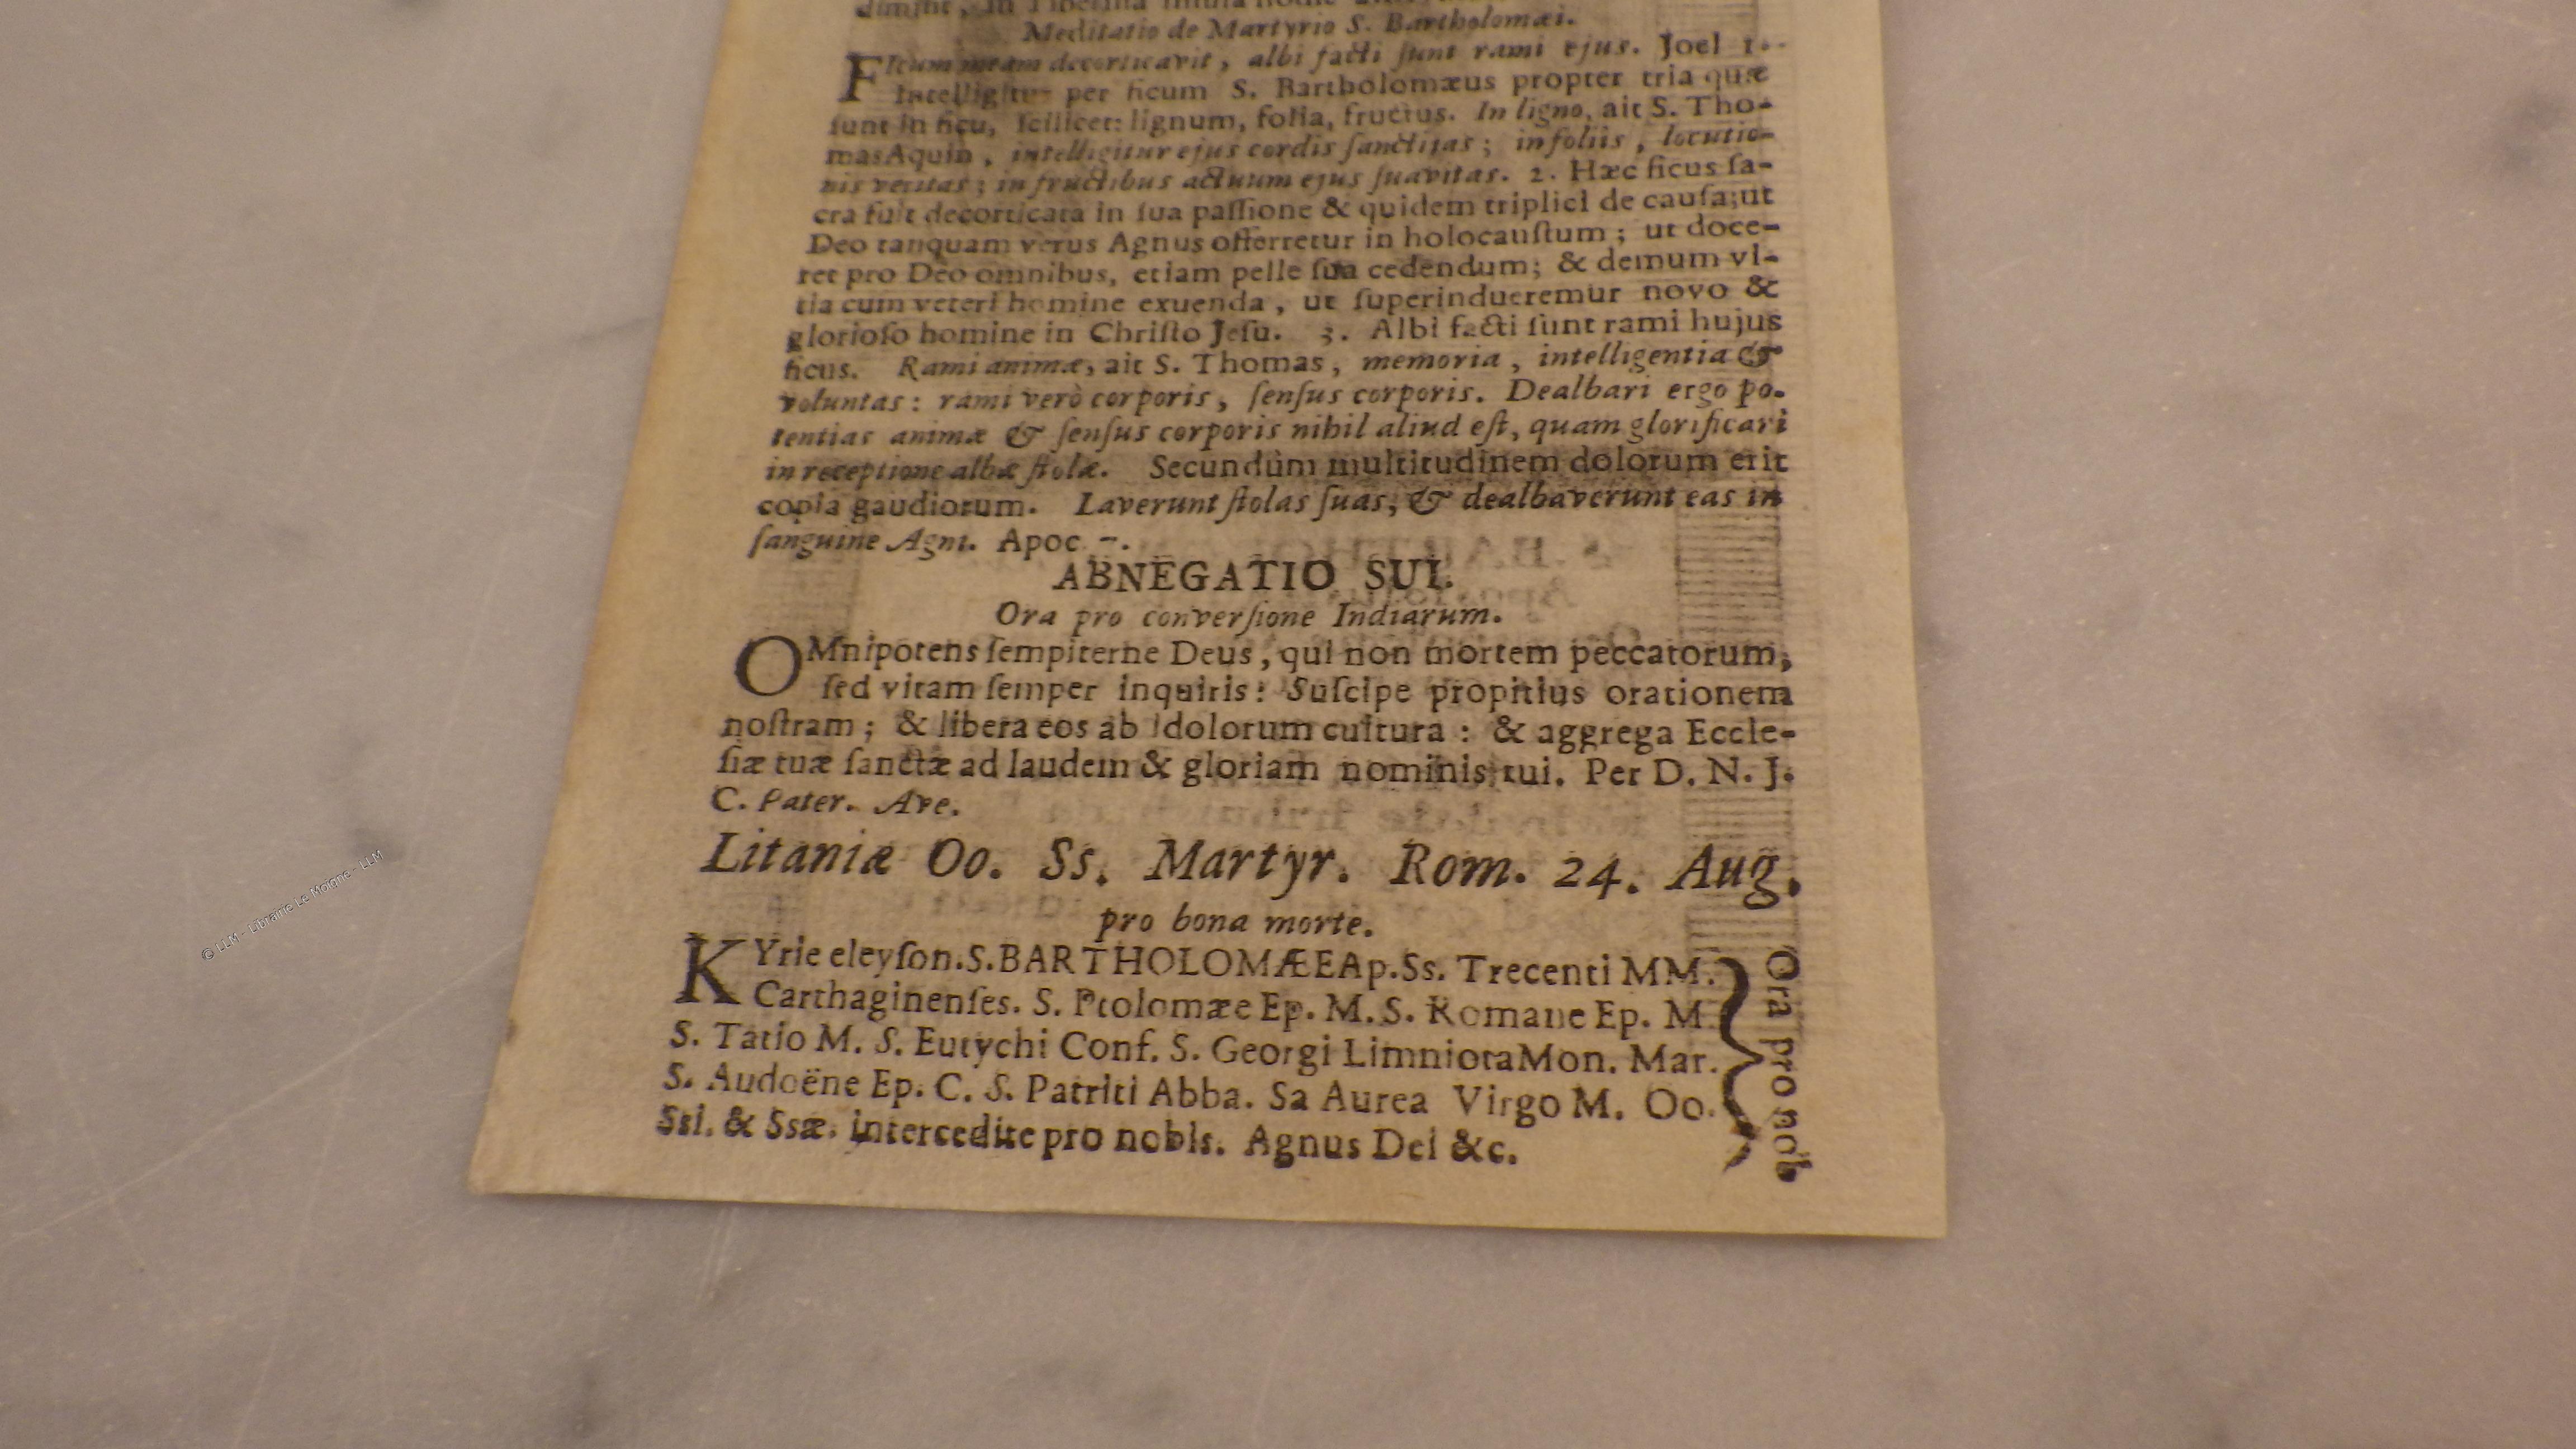 Meditatio de Martyrio S. Bartholomæi.
FIcum meam decorticavit, albi facti ſunt rami ejus. Joel 1.
Intelligitur per ficum S. Bartholomæus propter tria quæ
ſunt in ficu, ſcilicet: lignum, folia, fructus. In ligno, ait S. Tho-
mas Aquin, intelligitur ejus cordis ſanctitas; in foliis, locutio-
nis veritas; in fructibus actuum ejus ſuavitas. 2. Hæc ficus ſa-
cra fuit decorticata in ſua paſſione & quidem triplici de cauſa; ut
Deo tanquam verus Agnus offerretur in holocauſtum; ut doce-
ret pro Deo omnibus, etiam pelle ſua cedendum; & demum vi-
tia cum veteri homine exuenda, ut ſuperindueremur novo &
glorioſo homine in Chriſto Jeſu. 3. Albi facti ſunt rami hujus
ficus. Rami animæ, ait S. Thomas, memoria, intelligentia &
voluntas: rami verò corporis, ſenſus corporis. Dealbari ergo po-
tentias animæ & ſenſus corporis nihil aliud eſt, quam glorificari
in receptione albæ ſtolæ. Secundùm multitudinem dolorum erit
copia gaudiorum. Laverunt ſtolas ſuas, & dealbaverunt eas in
ſanguine Agni. Apoc
ABNEGATIO SUI.
Ora pro converſione Indiarum.
OMnipotens ſempiterne Deus, qui non mortem peccatorum,
ſed vitam ſemper inquiris: Suſcipe propitius orationem
noſtram; & libera eos ab Idolorum cultura: & aggrega Eccle-
ſiæ tuæ ſanctæ ad laudem & gloriam nominis tui. Per D. N. J.
C. Pater. Ave.
Litaniæ Oo. Ss. Martyr. Rom. 24. Aug.
pro bona morte.
KYrie eleyſon. S. BARTHOLOMÆE Ap. Ss. Trecenti MM.
Carthaginenſes. S. Ptolomæe Ep. M. S. Romane Ep. M
S. Tatio M. S. Eutychi Conf. S. Georgi Limniota Mon. Mar.
S. Audoëne Ep. C. S. Patriti Abba. Sa Aurea Virgo M. Oo.
Ssi. & Ssæ. intercedite pro nobis. Agnus Dei &c.
Ora pro nob.
© LLM - Librairie Le Moigne - LLM